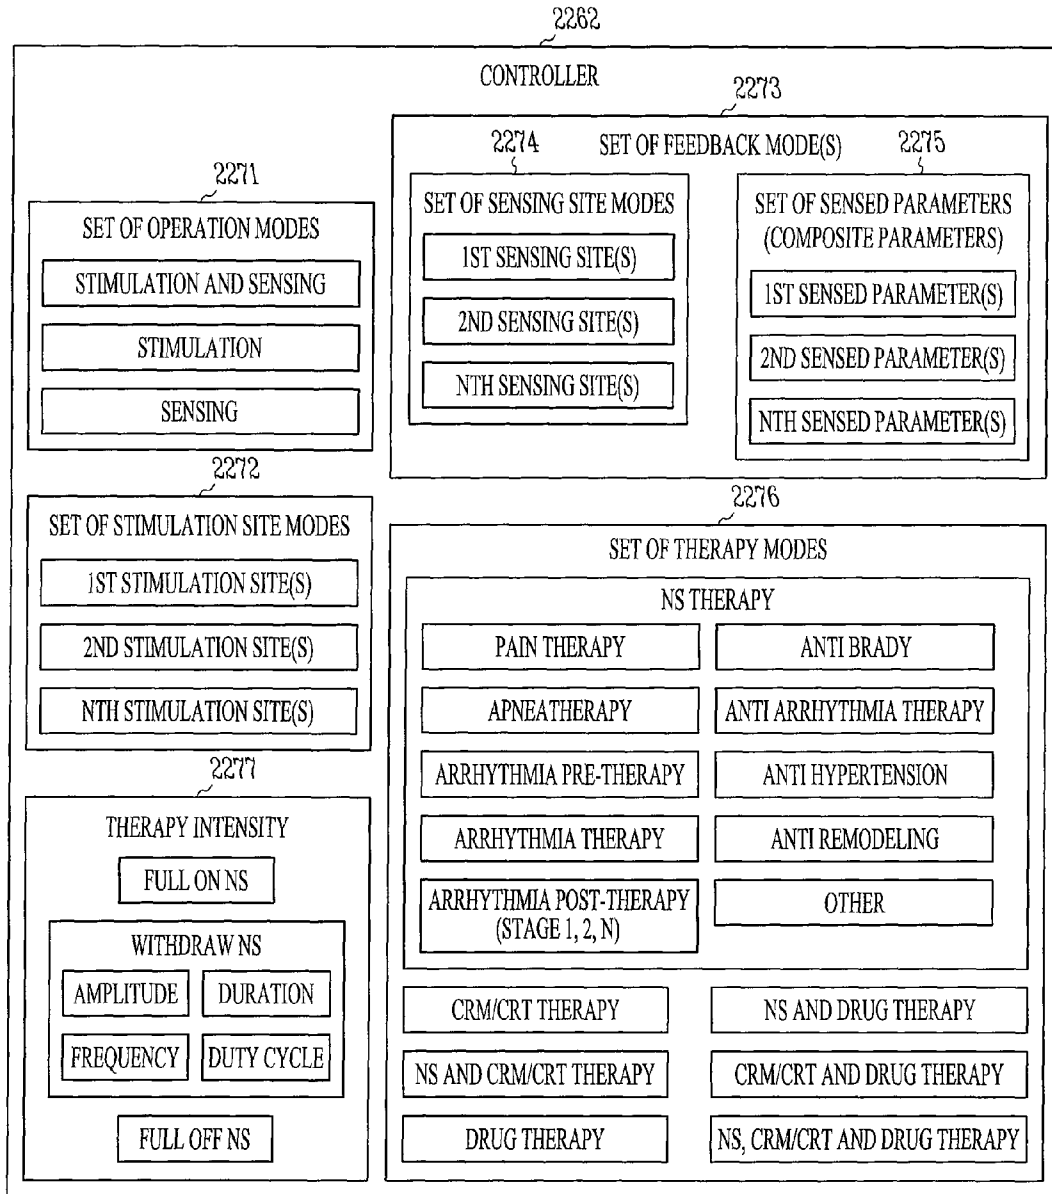 2262
CONTROLLER
2271
SET OF OPERATION MODES
STIMULATION AND SENSING
STIMULATION
SENSING
2272
SET OF STIMULATION SITE MODES
1ST STIMULATION SITE(S)
2ND STIMULATION SITE(S)
NTH STIMULATION SITE(S)
2277
THERAPY INTENSITY
FULL ON NS
WITHDRAW NS
AMPLITUDE
DURATION
FREQUENCY
DUTY CYCLE
FULL OFF NS
2273
SET OF FEEDBACK MODE(S)
2274
SET OF SENSING SITE MODES
1ST SENSING SITE(S)
2ND SENSING SITE(S)
NTH SENSING SITE(S)
2275
SET OF SENSED PARAMETERS
(COMPOSITE PARAMETERS)
1ST SENSED PARAMETER(S)
2ND SENSED PARAMETER(S)
NTH SENSED PARAMETER(S)
2276
SET OF THERAPY MODES
NS THERAPY
PAIN THERAPY
ANTI BRADY
APNEATHERAPY
ANTI ARRHYTHMIA THERAPY
ARRHYTHMIA PRE-THERAPY
ANTI HYPERTENSION
ARRHYTHMIA THERAPY
ANTI REMODELING
ARRHYTHMIA POST-THERAPY
(STAGE 1, 2, N)
OTHER
CRM/CRT THERAPY
NS AND DRUG THERAPY
NS AND CRM/CRT THERAPY
CRM/CRT AND DRUG THERAPY
DRUG THERAPY
NS, CRM/CRT AND DRUG THERAPY